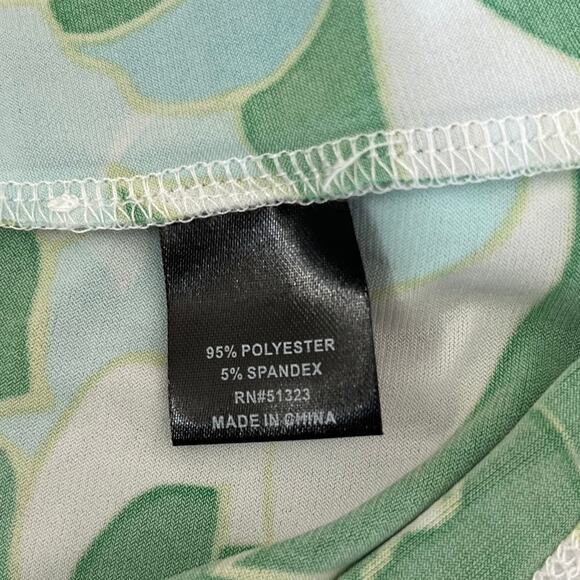 95% POLYESTER
5% SPANDEX
RN#51323
MADE IN CHINA